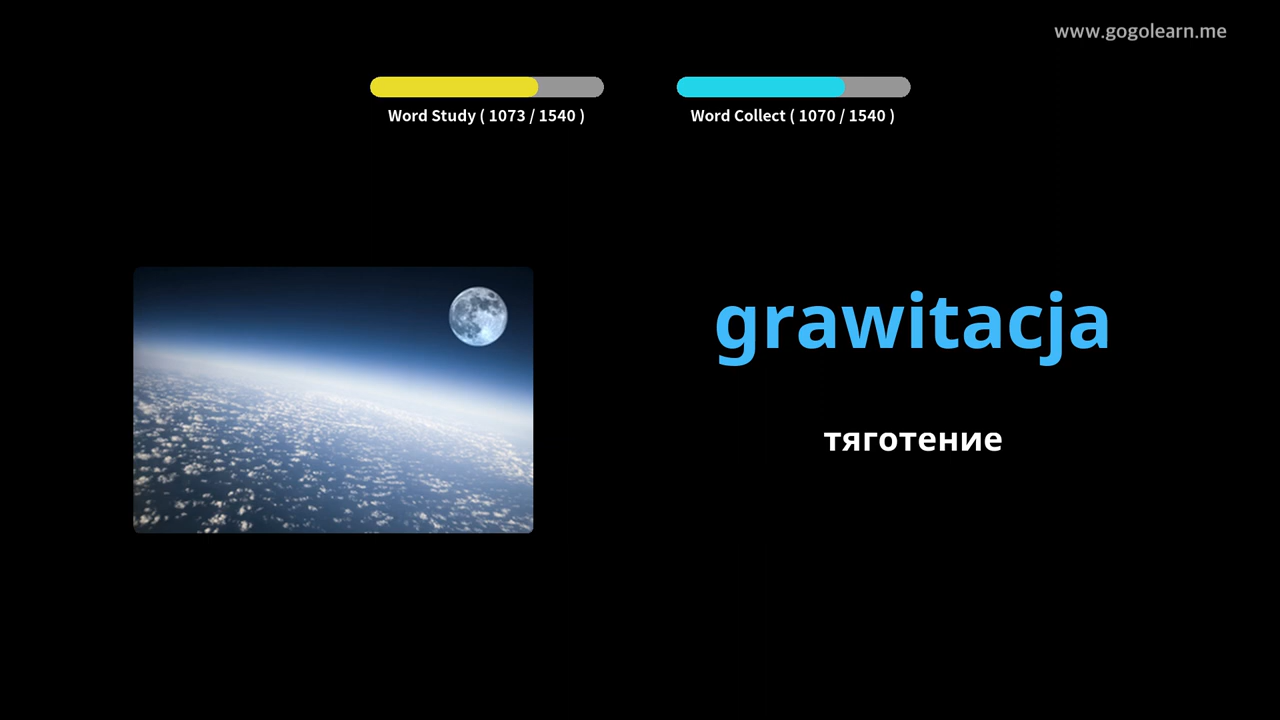 www.gogolearn.me
Word Study ( 1073 / 1540 )
Word Collect ( 1070 / 1540 )
grawitacja
тяготение